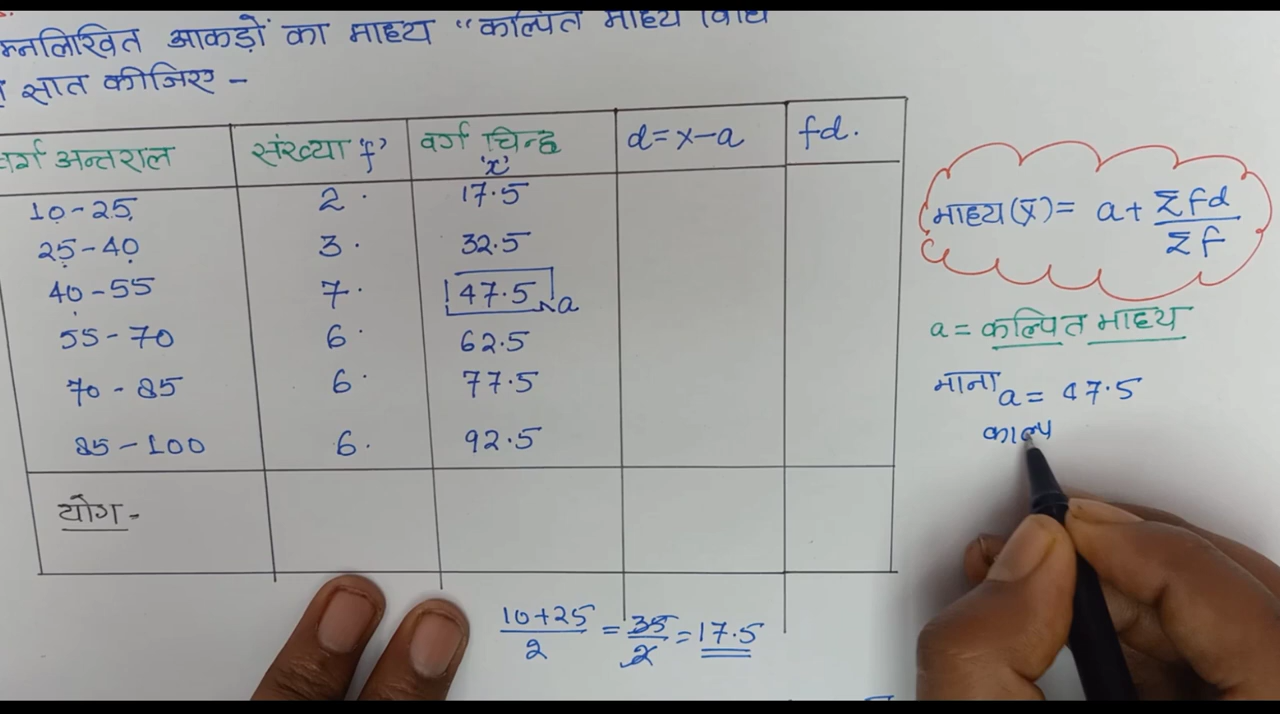 म्नलिखित आकड़ों का माध्य “कल्पित माध्य विधि
सात कीजिए –
वर्ग अन्तराल संख्या 'f' वर्ग चिन्ह 'x' d=x-a fd.
10-25 2 17.5
25-40 3 32.5
40-55 7 47.5 a
55-70 6 62.5
70-85 6 77.5
85-100 6 92.5
योग-
10+25/2 = 35/2 = 17.5
माध्य(x̄)= a+ Σfd/Σf
a= कल्पित माध्य
माना a= 47.5
काल्प